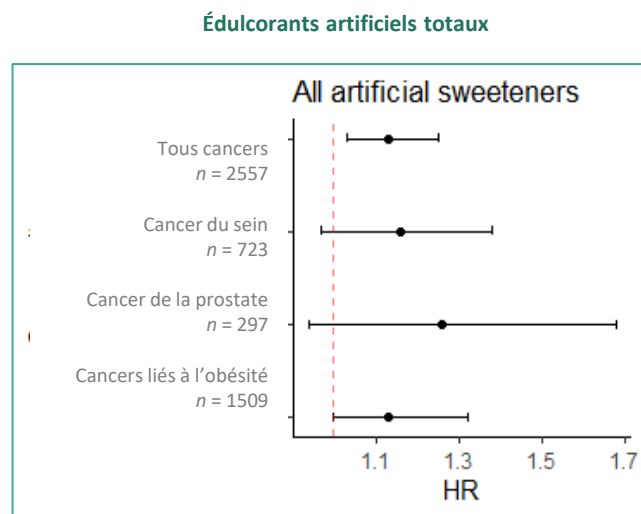 Édulcorants artificiels totaux
All artificial sweeteners
Tous cancers
n = 2557
Cancer du sein
n = 723
Cancer de la prostate
n = 297
Cancers liés à l'obésité
n = 1509
1.1 1.3 1.5 1.7
HR